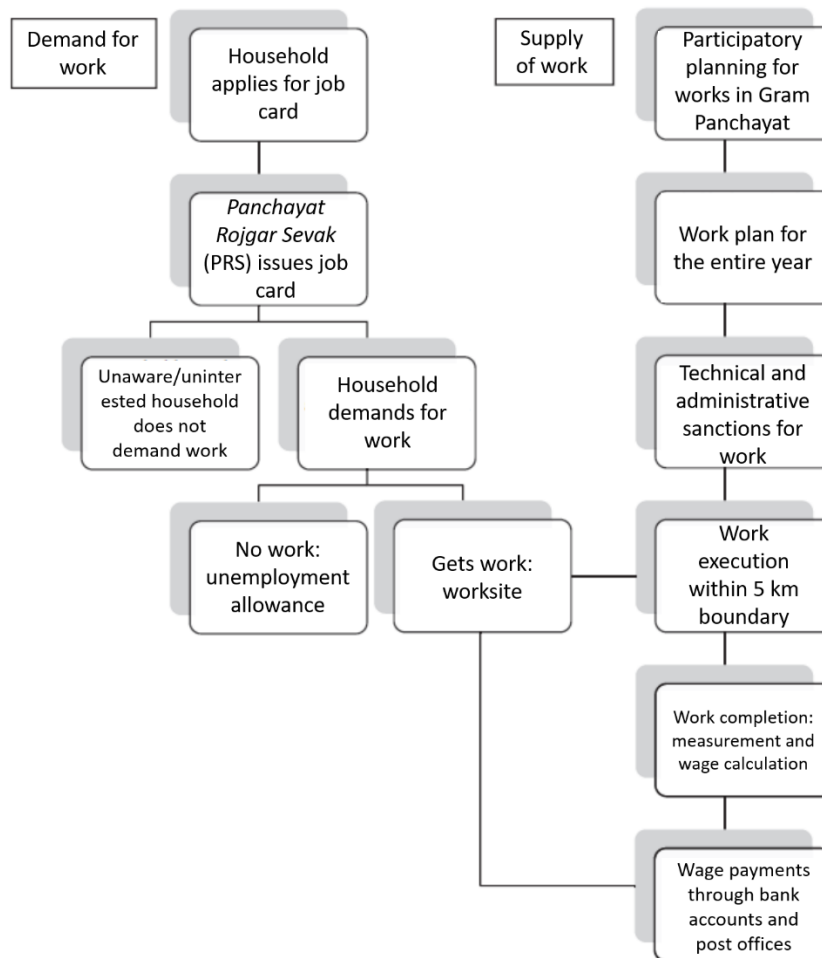 Demand for
work
Household
applies for job
card
Panchayat
Rojgar Sevak
(PRS) issues job
card
Unaware/uninter
ested household
does not
demand work
Household
demands for
work
No work:
unemployment
allowance
Gets work:
worksite
Supply
of work
Participatory
planning for
works in Gram
Panchayat
Work plan for
the entire year
Technical and
administrative
sanctions for
work
Work
execution
within 5 km
boundary
Work completion:
measurement and
wage calculation
Wage payments
through bank
accounts and
post offices